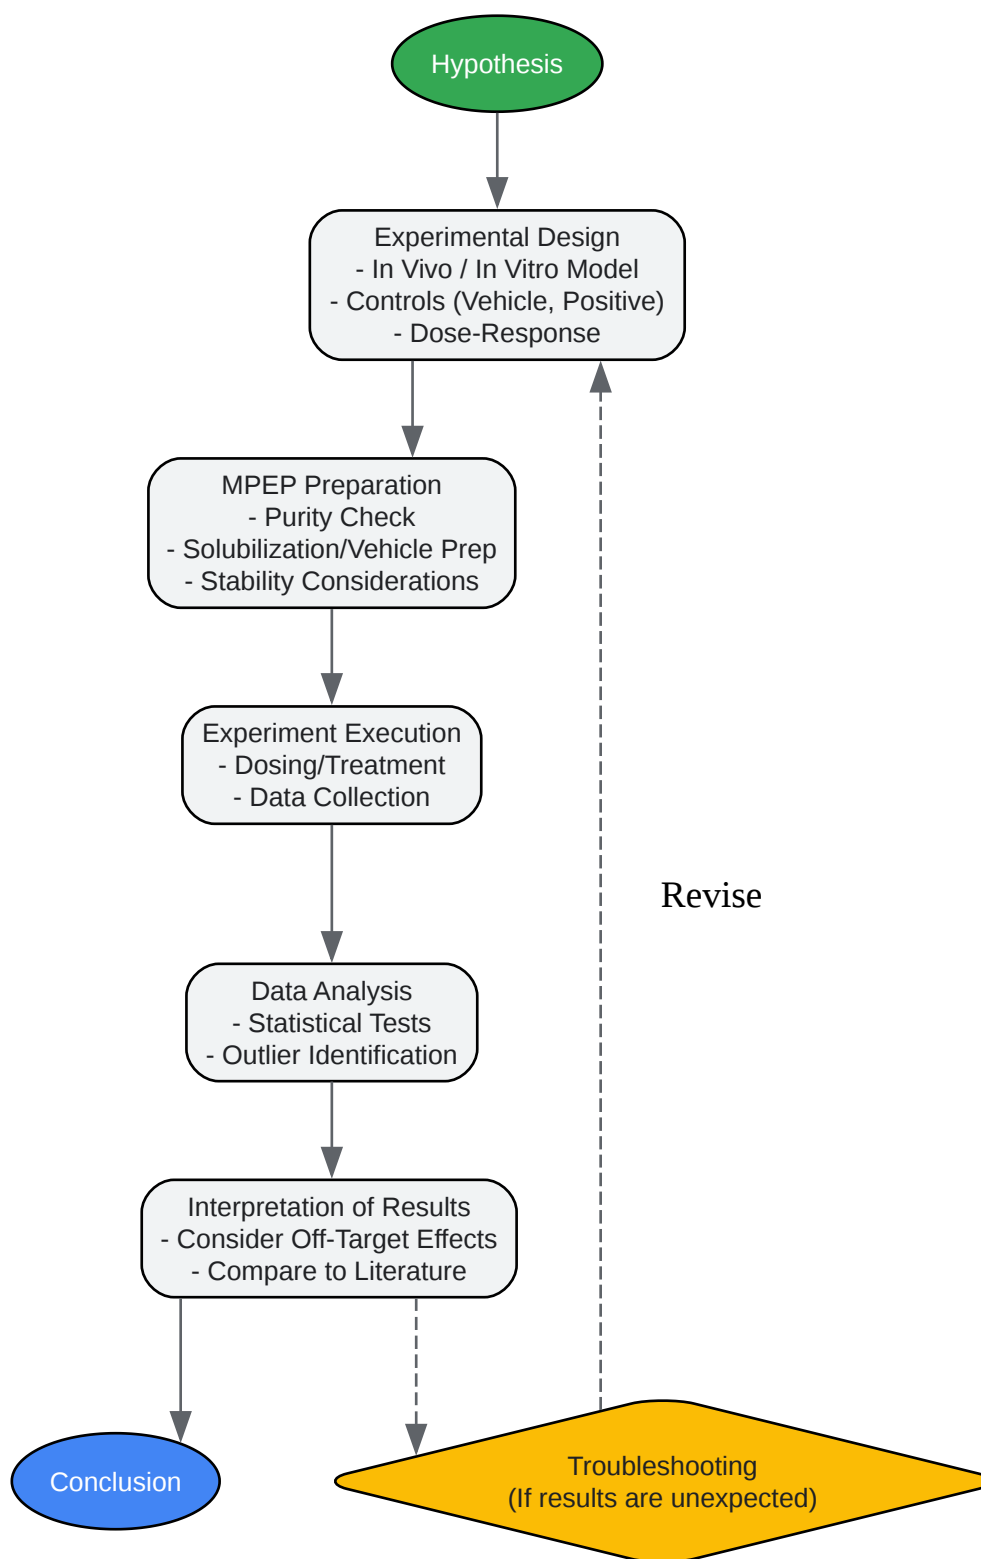 Hypothesis
Experimental Design
- In Vivo / In Vitro Model
- Controls (Vehicle, Positive)
- Dose-Response
MPEP Preparation
- Purity Check
- Solubilization/Vehicle Prep
- Stability Considerations
Experiment Execution
- Dosing/Treatment
- Data Collection
Revise
Data Analysis
- Statistical Tests
- Outlier Identification
Interpretation of Results
- Consider Off-Target Effects
- Compare to Literature
Conclusion
Troubleshooting
(If results are unexpected)